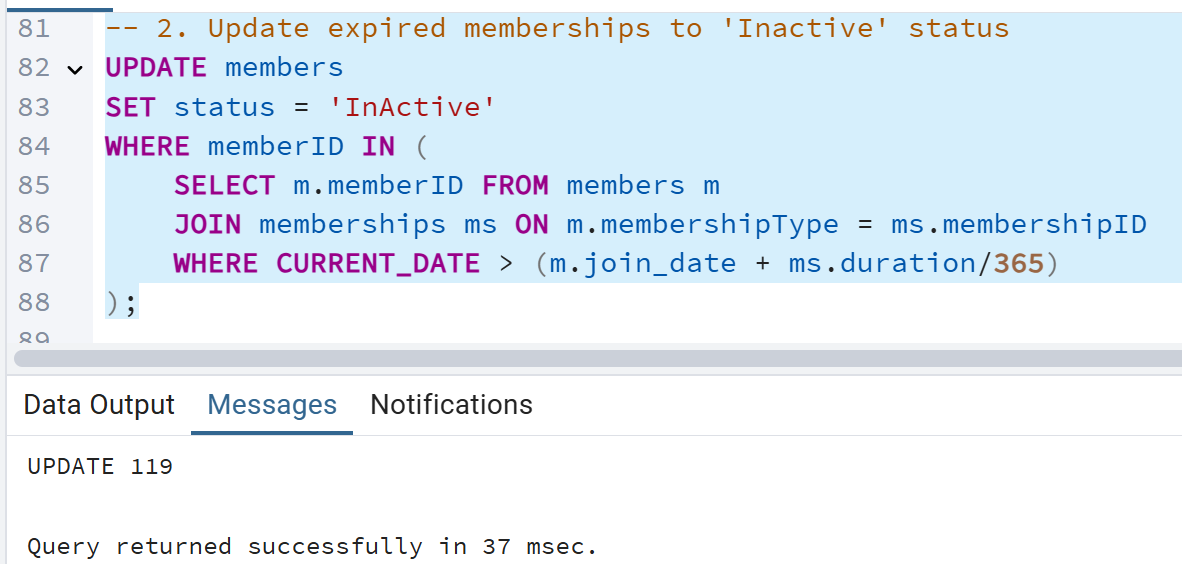 81 -- 2. Update expired memberships to 'Inactive' status
82 UPDATE members
83 SET status = 'InActive'
84 WHERE memberID IN (
85 SELECT m.memberID FROM members m
86 JOIN memberships ms ON m.membershipType = ms.membershipID
87 WHERE CURRENT_DATE > (m.join_date + ms.duration/365)
88 );
89
Data Output Messages Notifications
UPDATE 119
Query returned successfully in 37 msec.